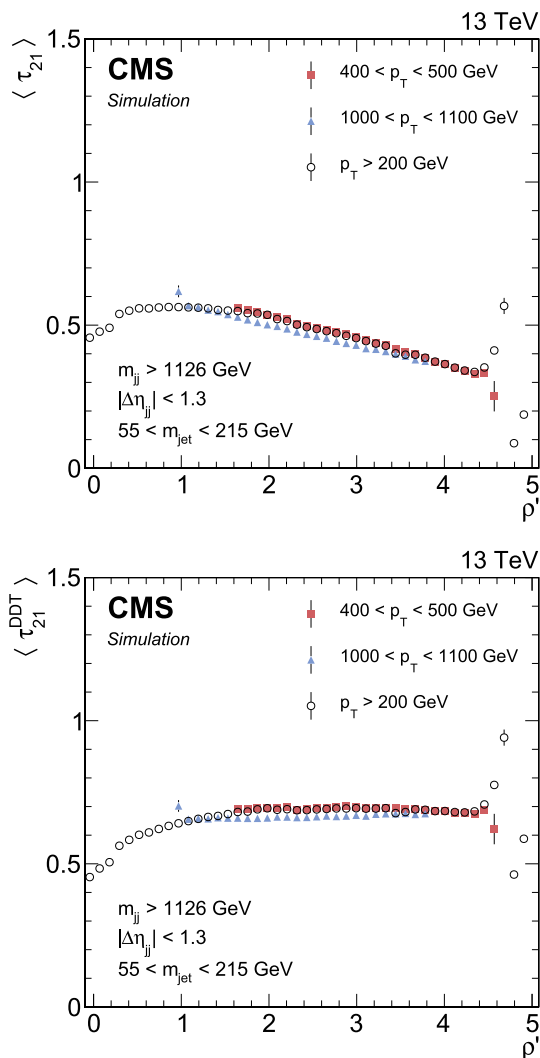 13 TeV
⟨ τ21 ⟩
1.5
1
0.5
0
CMS
Simulation
400 < pT < 500 GeV
1000 < pT < 1100 GeV
pT > 200 GeV
mjj > 1126 GeV
|Δηjj| < 1.3
55 < mjet < 215 GeV
0 1 2 3 4 5
ρ'
13 TeV
⟨ τ21DDT ⟩
1.5
1
0.5
0
CMS
Simulation
400 < pT < 500 GeV
1000 < pT < 1100 GeV
pT > 200 GeV
mjj > 1126 GeV
|Δηjj| < 1.3
55 < mjet < 215 GeV
0 1 2 3 4 5
ρ'